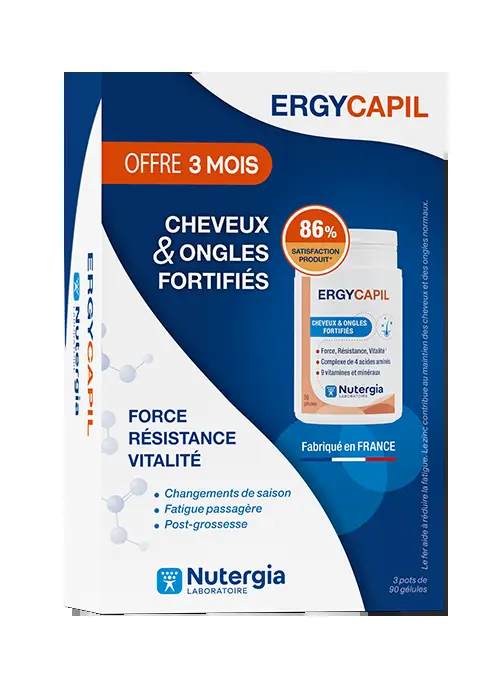 ERGYCAPIL
OFFRE 3 MOIS
CHEVEUX
& ONGLES
FORTIFIÉS
86%
SATISFACTION
PRODUIT*
ERGYCAPIL
CHEVEUX & ONGLES
FORTIFIÉS
• Force, Résistance, Vitalité
• Complexe de 4 acides aminés
• 9 vitamines et minéraux
Nutergia
LABORATOIRE
gélules
Fabriqué en FRANCE
FORCE
RÉSISTANCE
VITALITÉ
• Changements de saison
• Fatigue passagère
• Post-grossesse
Nutergia
LABORATOIRE
3 pots de
90 gélules
Le fer aide à réduire la fatigue. Le zinc contribue au maintien des cheveux et des ongles normaux.
ERGYCAPIL
Nutergia